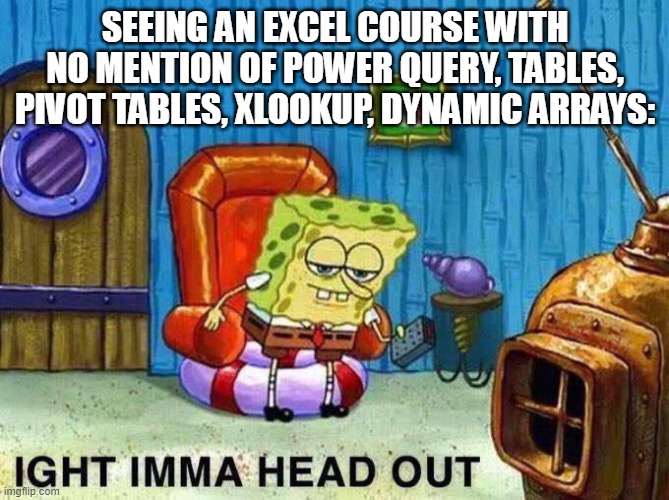 SEEING AN EXCEL COURSE WITH
NO MENTION OF POWER QUERY, TABLES,
PIVOT TABLES, XLOOKUP, DYNAMIC ARRAYS:
IGHT IMMA HEAD OUT
imgflip.com